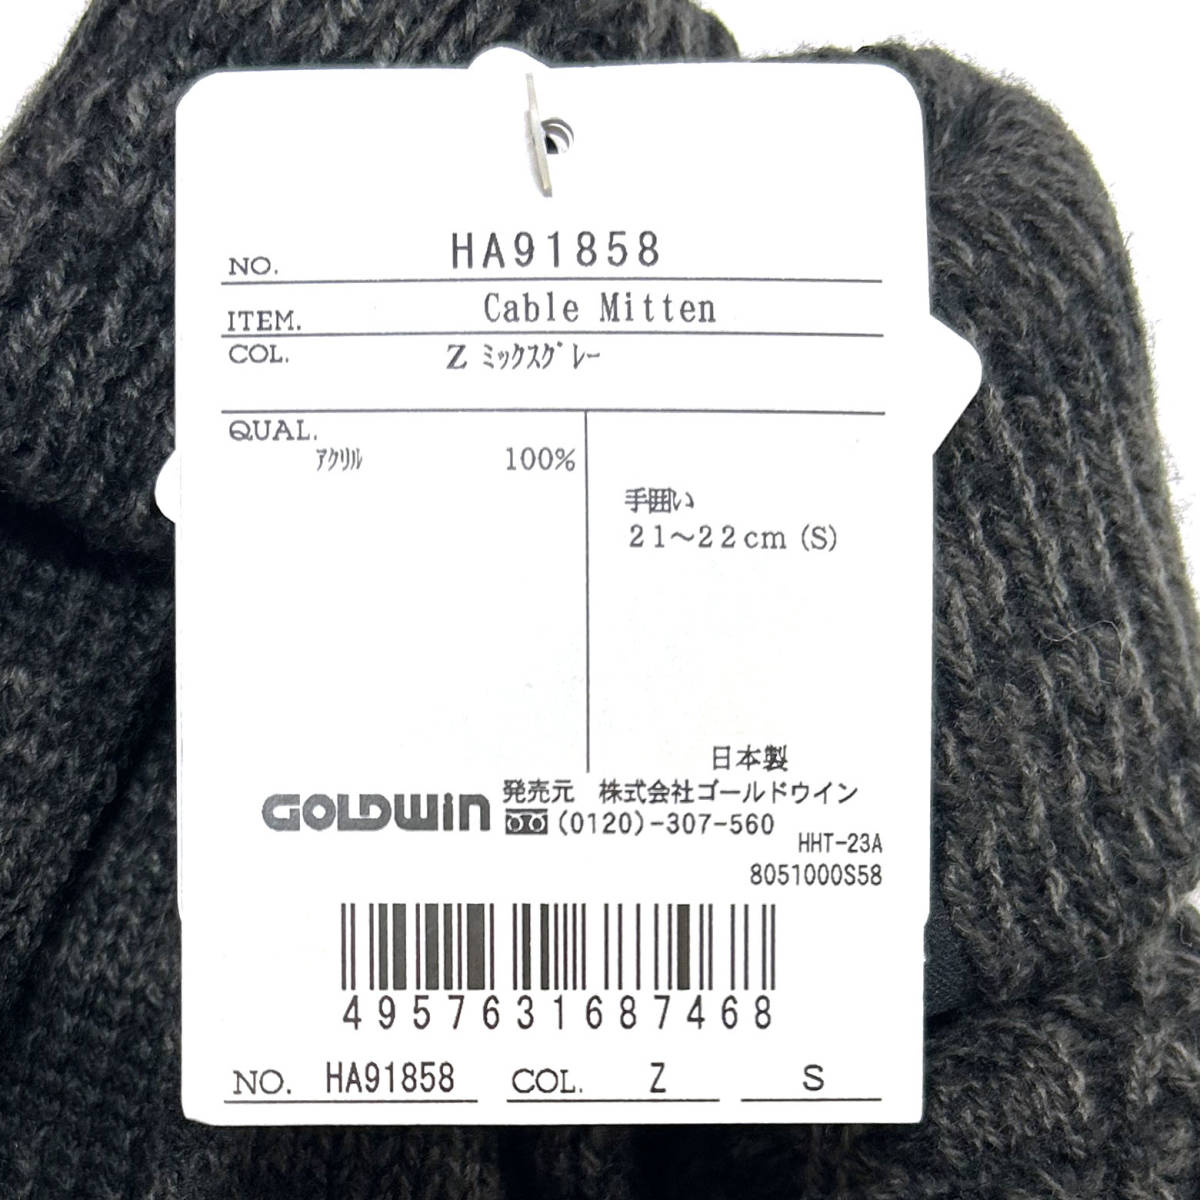 NO. HA91858
ITEM. Cable Mitten
COL. Z ミックスグレー
QUAL.
アクリル 100%
手囲い
21～22cm (S)
日本製
GOLDWIN 発売元 株式会社ゴールドウイン
(0120)-307-560
HHT-23A
8051000S58
4957631687468
NO. HA91858 COL. Z S